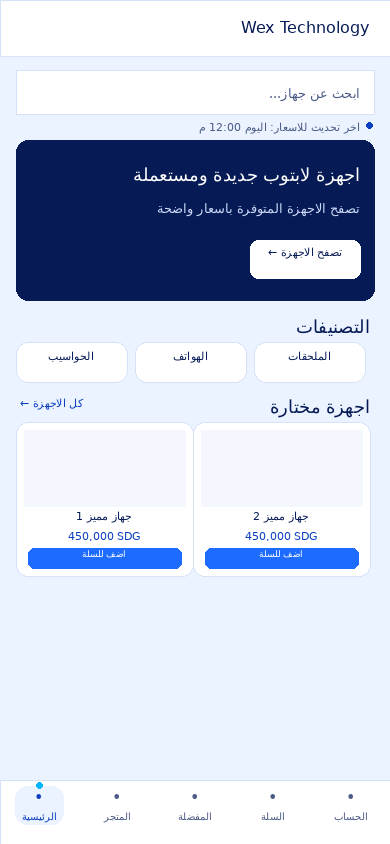 Wex Technology
ابحث عن جهاز...
اخر تحديث للاسعار: اليوم 12:00 م
اجهزة لابتوب جديدة ومستعملة
تصفح الاجهزة المتوفرة باسعار واضحة
تصفح الاجهزة ←
التصنيفات
الملحقات
الهواتف
الحواسيب
اجهزة مختارة
كل الاجهزة ←
جهاز مميز 2
450,000 SDG
اضف للسلة
جهاز مميز 1
450,000 SDG
اضف للسلة
الحساب
السلة
المفضلة
المتجر
الرئيسية